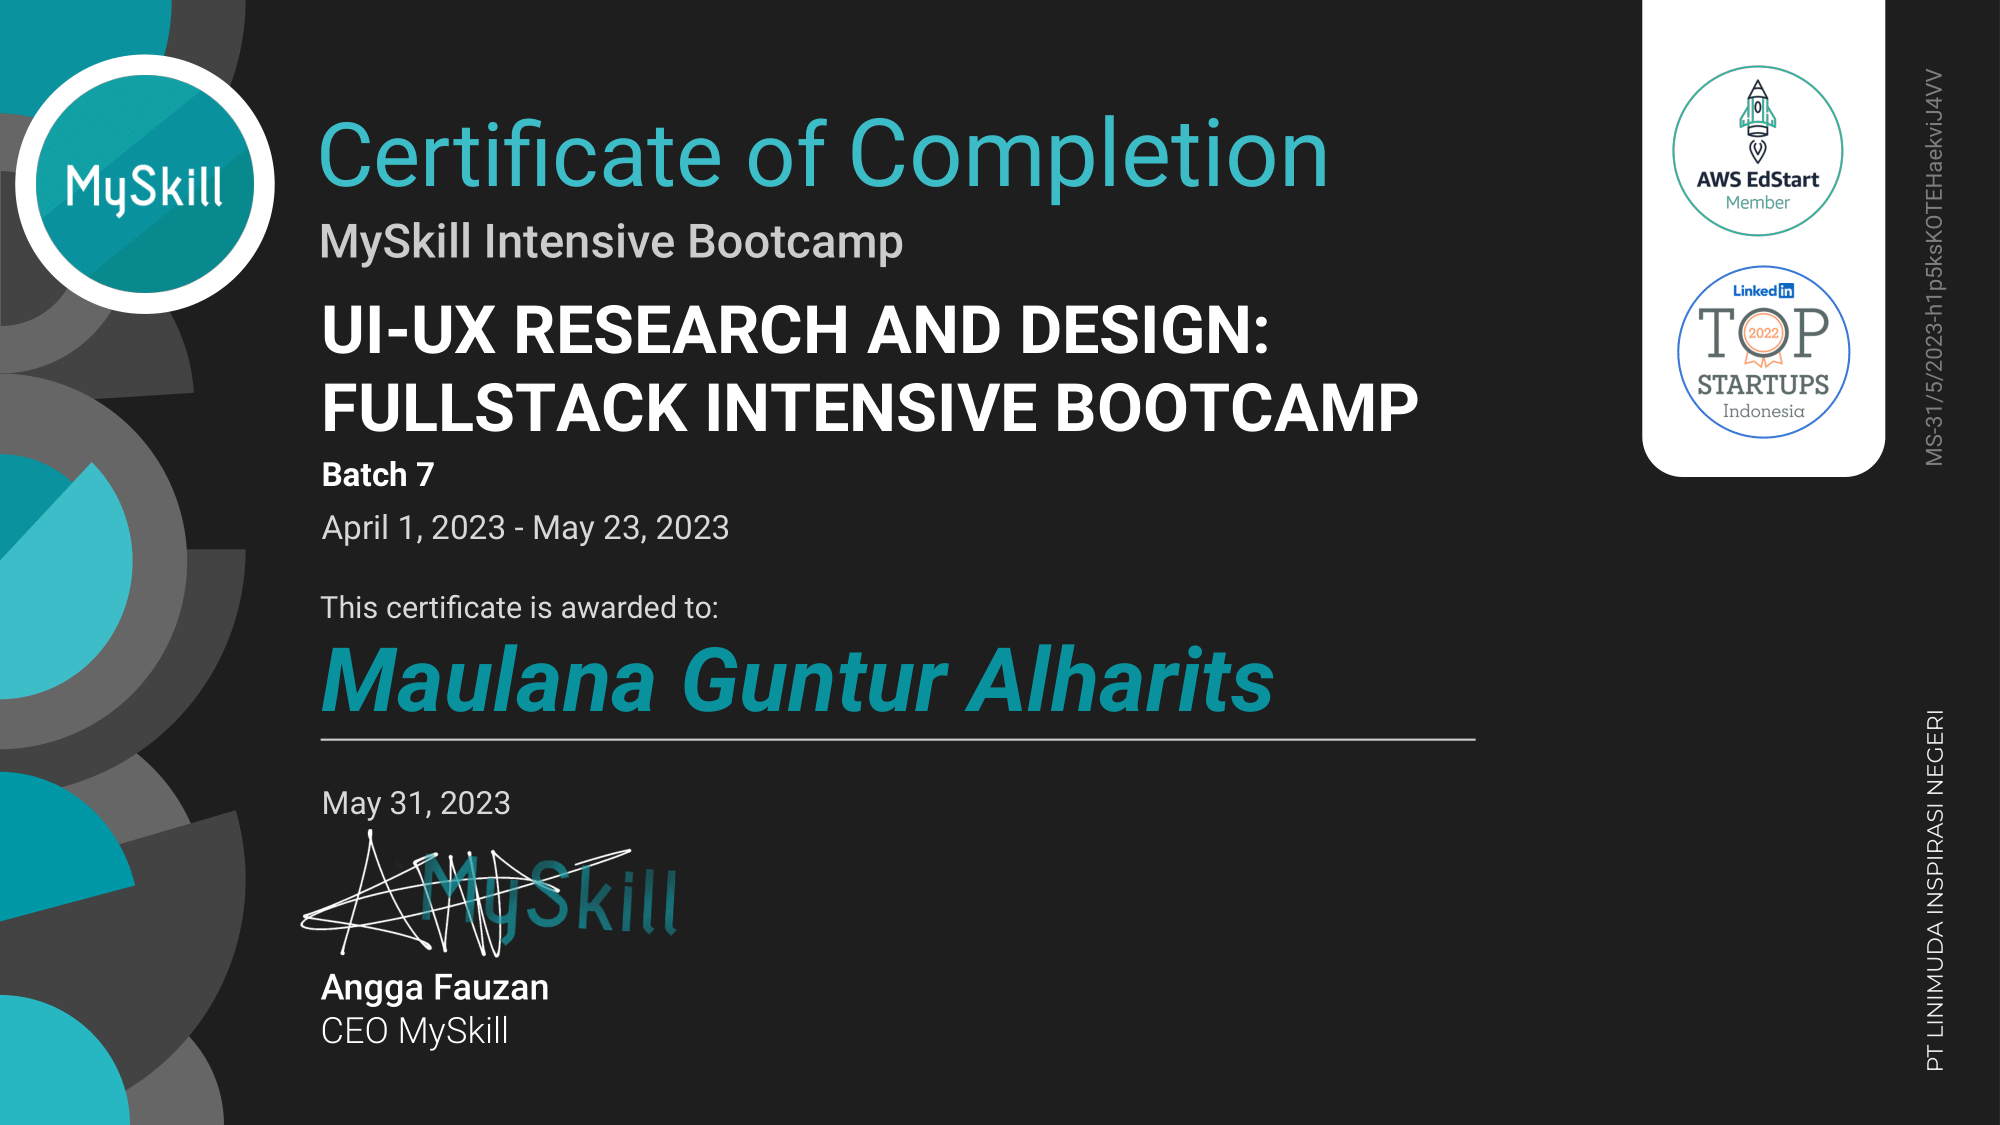 MySkill
Certificate of Completion
MySkill Intensive Bootcamp
UI-UX RESEARCH AND DESIGN:
FULLSTACK INTENSIVE BOOTCAMP
Batch 7
April 1, 2023 - May 23, 2023
This certificate is awarded to:
Maulana Guntur Alharits
May 31, 2023
MySkill
Angga Fauzan
CEO MySkill
AWS EdStart
Member
Linked in
TOP
2022
STARTUPS
Indonesia
MS-31/5/2023-h1p5ksKOTEHaekviJ4VV
PT LINIMUDA INSPIRASI NEGERI